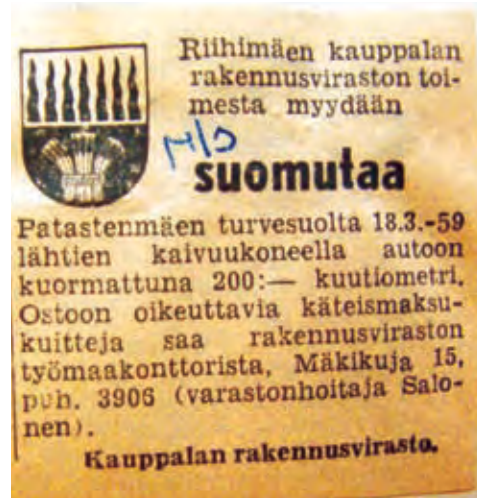 Riihimäen kauppalan
rakennusviraston toi-
mesta myydään
suomutaa
Patastenmäen turvesuolta 18.3.-59
lähtien kaivuukoneella autoon
kuormattuna 200:— kuutiometri.
Ostoon oikeuttavia käteismaksu-
kuitteja saa rakennusviraston
työmaakonttorista, Mäkikuja 15,
puh. 3906 (varastonhoitaja Salo-
nen).
Kauppalan rakennusvirasto.